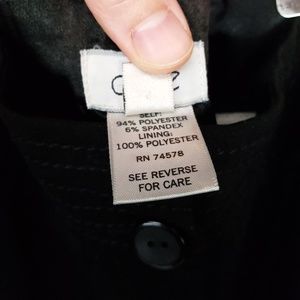 SELF:
94% POLYESTER
6% SPANDEX
LINING:
100% POLYESTER
RN 74578
SEE REVERSE
FOR CARE